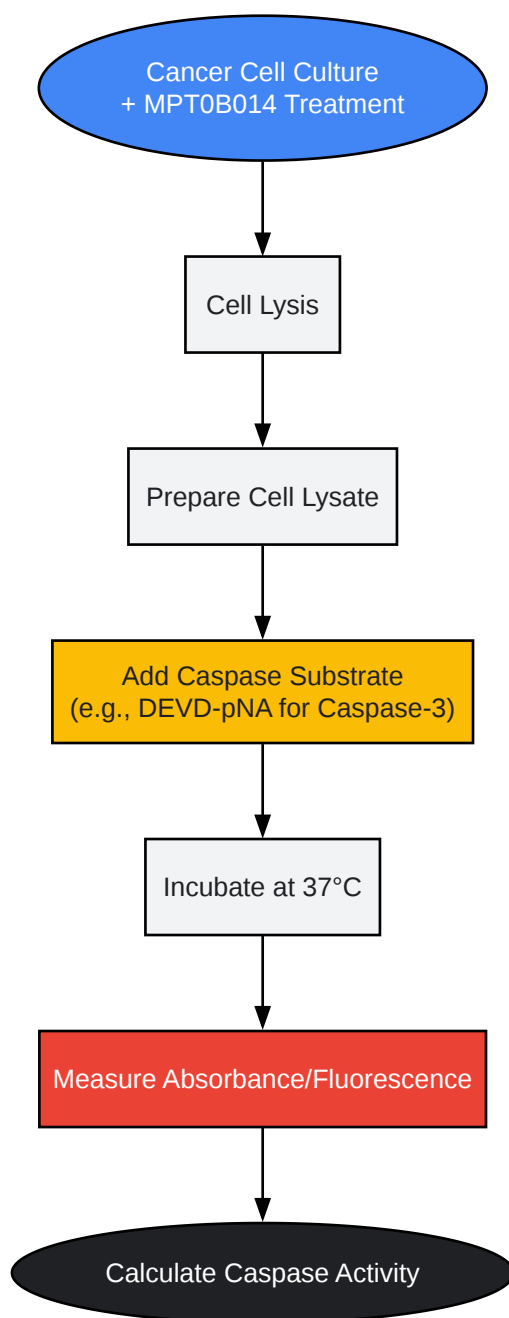 Cancer Cell Culture
+ MPT0B014 Treatment
Cell Lysis
Prepare Cell Lysate
Add Caspase Substrate
(e.g., DEVD-pNA for Caspase-3)
Incubate at 37°C
Measure Absorbance/Fluorescence
Calculate Caspase Activity